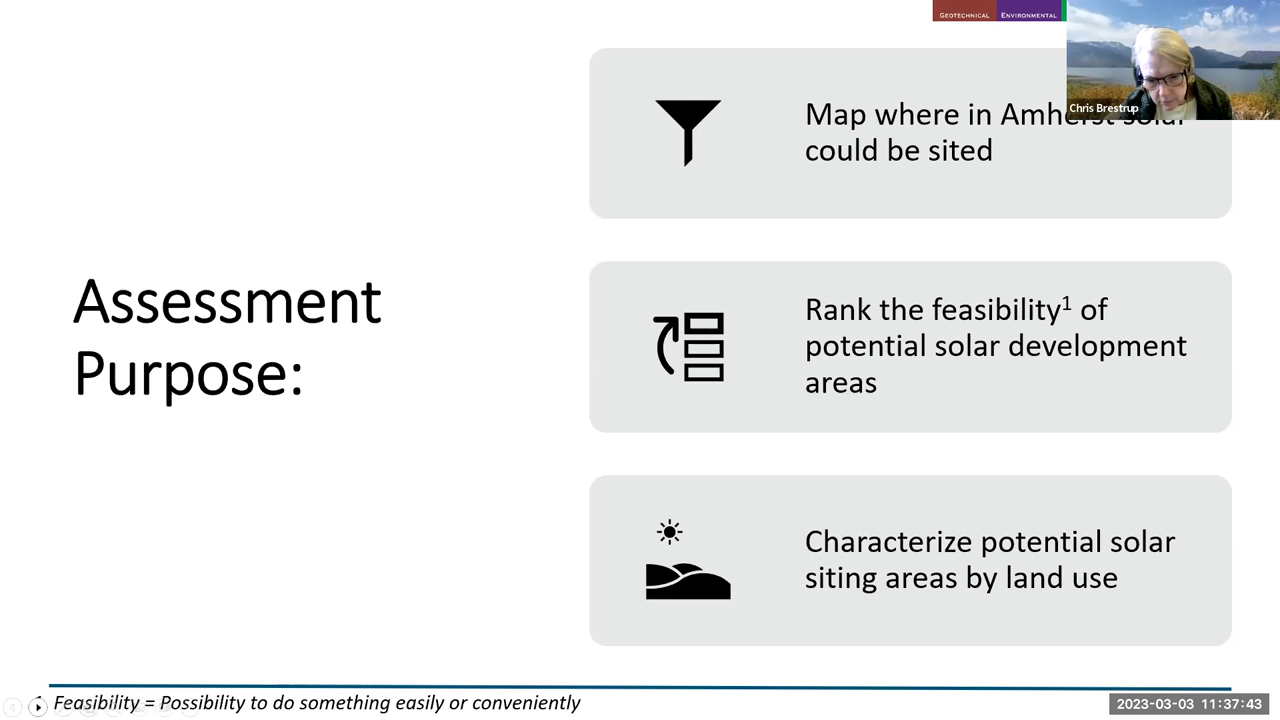 GEOTECHNICAL ENVIRONMENTAL
Chris Brestrup
Map where in Amherst solar
could be sited
Assessment
Purpose:
Rank the feasibility¹ of
potential solar development
areas
Characterize potential solar
siting areas by land use
Feasibility = Possibility to do something easily or conveniently
2023-03-03 11:37:43